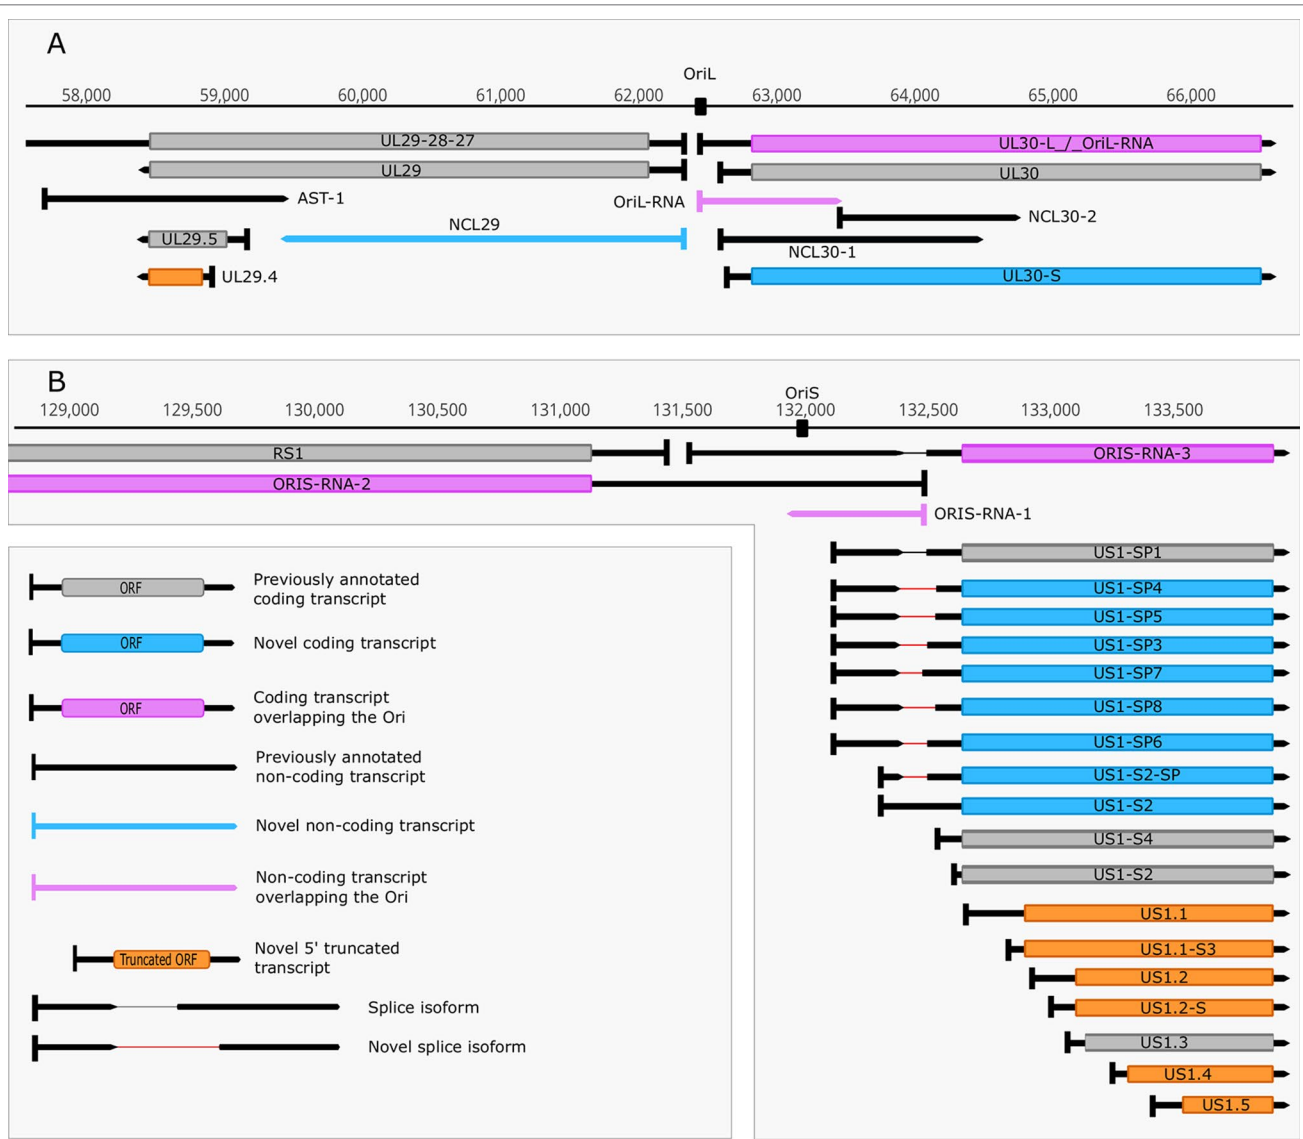 A
OriL
58,000 59,000 60,000 61,000 62,000 63,000 64,000 65,000 66,000
UL29-28-27 UL30-L_/_OriL-RNA
UL29 UL30
AST-1 OriL-RNA
NCL30-2
NCL29
UL29.5
NCL30-1
UL29.4 UL30-S
B
OriS
129,000 129,500 130,000 130,500 131,000 131,500 132,000 132,500 133,000 133,500
RS1 ORIS-RNA-3
ORIS-RNA-2
ORIS-RNA-1
US1-SP1
US1-SP4
US1-SP5
US1-SP3
US1-SP7
US1-SP8
US1-SP6
US1-S2-SP
US1-S2
US1-S4
US1-S2
US1.1
US1.1-S3
US1.2
US1.2-S
US1.3
US1.4
US1.5
ORF
Previously annotated
coding transcript
ORF
Novel coding transcript
ORF
Coding transcript
overlapping the Ori
Previously annotated
non-coding transcript
Novel non-coding transcript
Non-coding transcript
overlapping the Ori
Truncated ORF
Novel 5' truncated
transcript
Splice isoform
Novel splice isoform